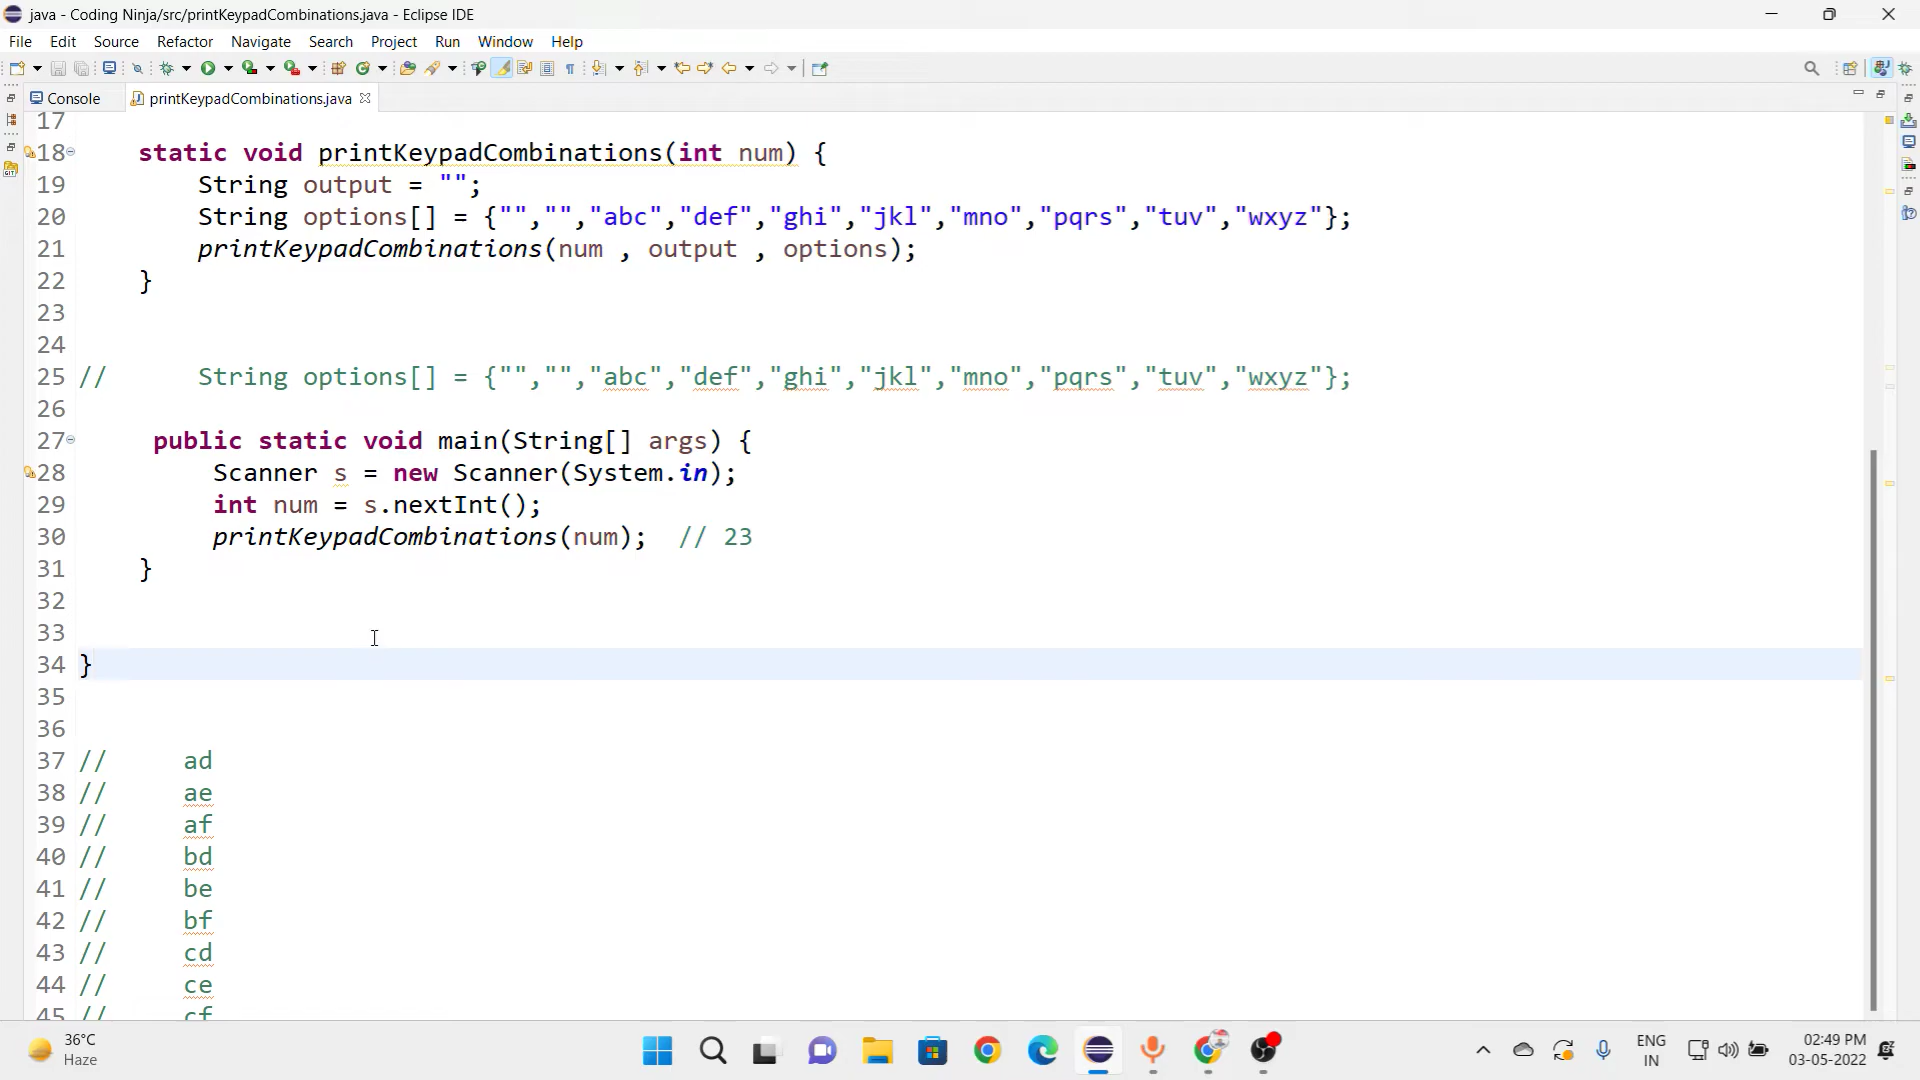 java - Coding Ninja/src/printKeypadCombinations.java - Eclipse IDE
File Edit Source Refactor Navigate Search Project Run Window Help
Console printKeypadCombinations.java
17
18 static void printKeypadCombinations(int num) {
19 String output = "";
20 String options[] = {"","","abc","def","ghi","jkl","mno","pqrs","tuv","wxyz"};
21 printKeypadCombinations(num , output , options);
22 }
23
24
25 // String options[] = {"","","abc","def","ghi","jkl","mno","pqrs","tuv","wxyz"};
26
27 public static void main(String[] args) {
28 Scanner s = new Scanner(System.in);
29 int num = s.nextInt();
30 printKeypadCombinations(num); // 23
31 }
32
33
34 }
35
36
37 // ad
38 // ae
39 // af
40 // bd
41 // be
42 // bf
43 // cd
44 // ce
45 // cf
36°C
Haze
ENG
IN
02:49 PM
03-05-2022